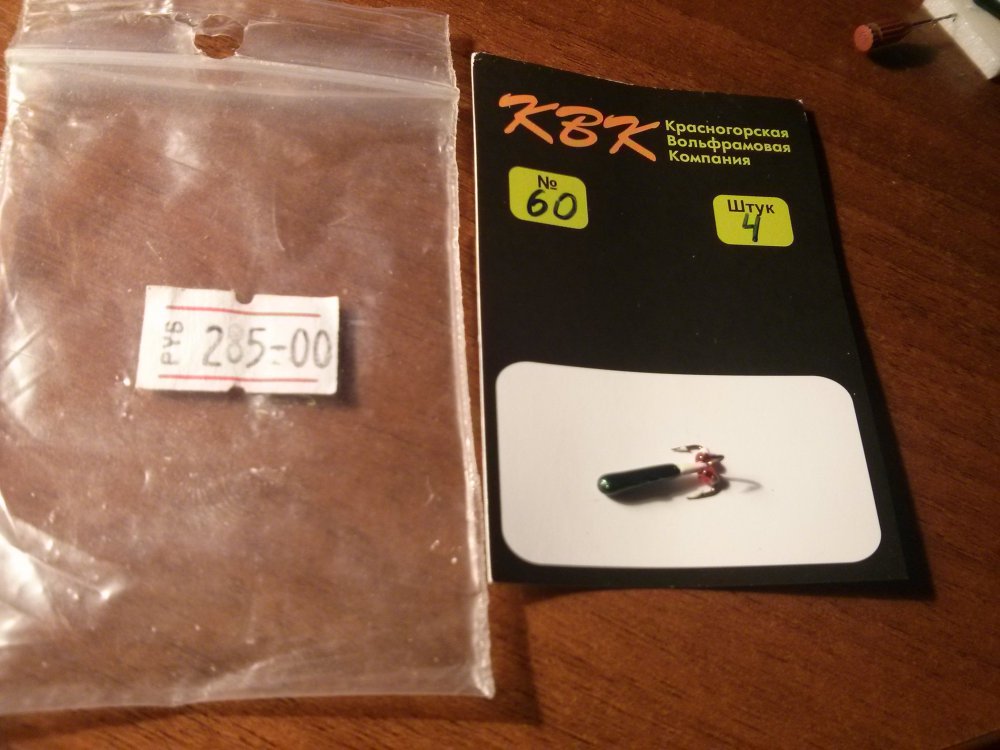 РУБ 285-00
КВК
Красногорская
Вольфрамовая
Компания
№
60
Штук
4